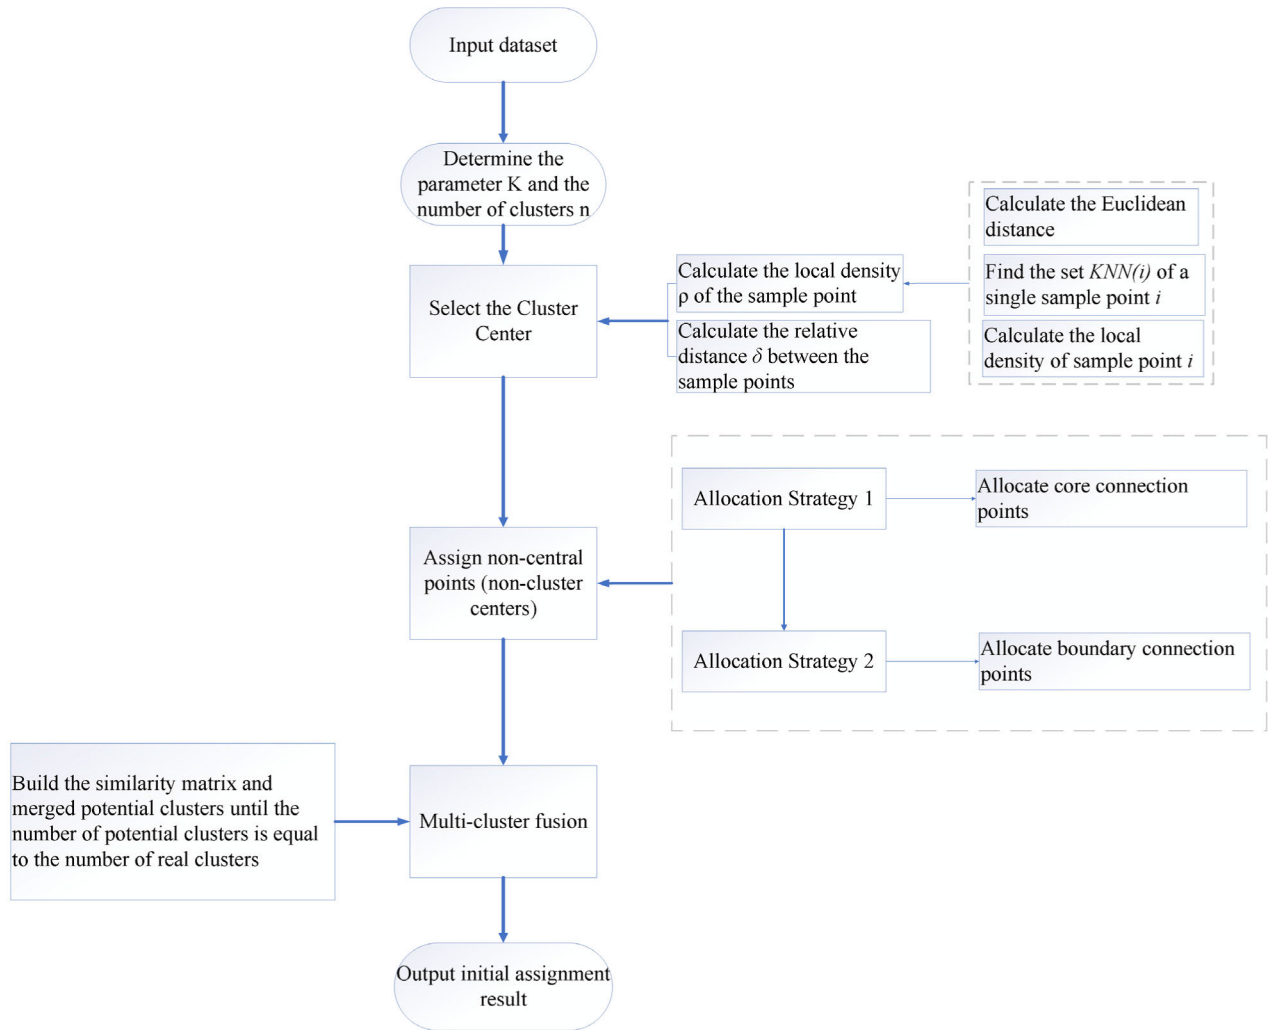 Input dataset
Determine the
parameter K and the
number of clusters n
Select the Cluster
Center
Calculate the local density
ρ of the sample point
Calculate the relative
distance δ between the
sample points
Calculate the Euclidean
distance
Find the set KNN(i) of a
single sample point i
Calculate the local
density of sample point i
Assign non-central
points (non-cluster
centers)
Allocation Strategy 1
Allocate core connection
points
Allocation Strategy 2
Allocate boundary connection
points
Build the similarity matrix and
merged potential clusters until the
number of potential clusters is equal
to the number of real clusters
Multi-cluster fusion
Output initial assignment
result